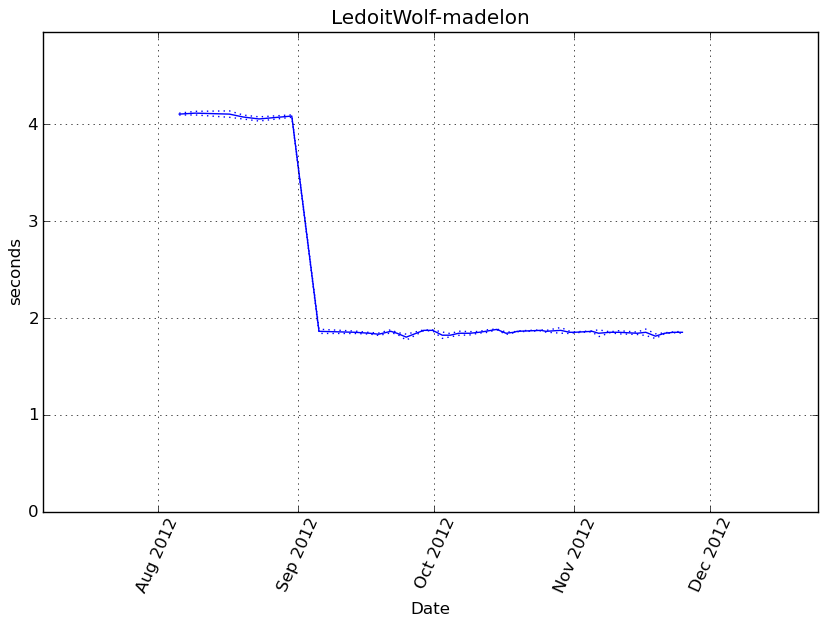 LedoitWolf-madelon
4
3
2
1
0
seconds
Aug 2012
Sep 2012
Oct 2012
Nov 2012
Dec 2012
Date